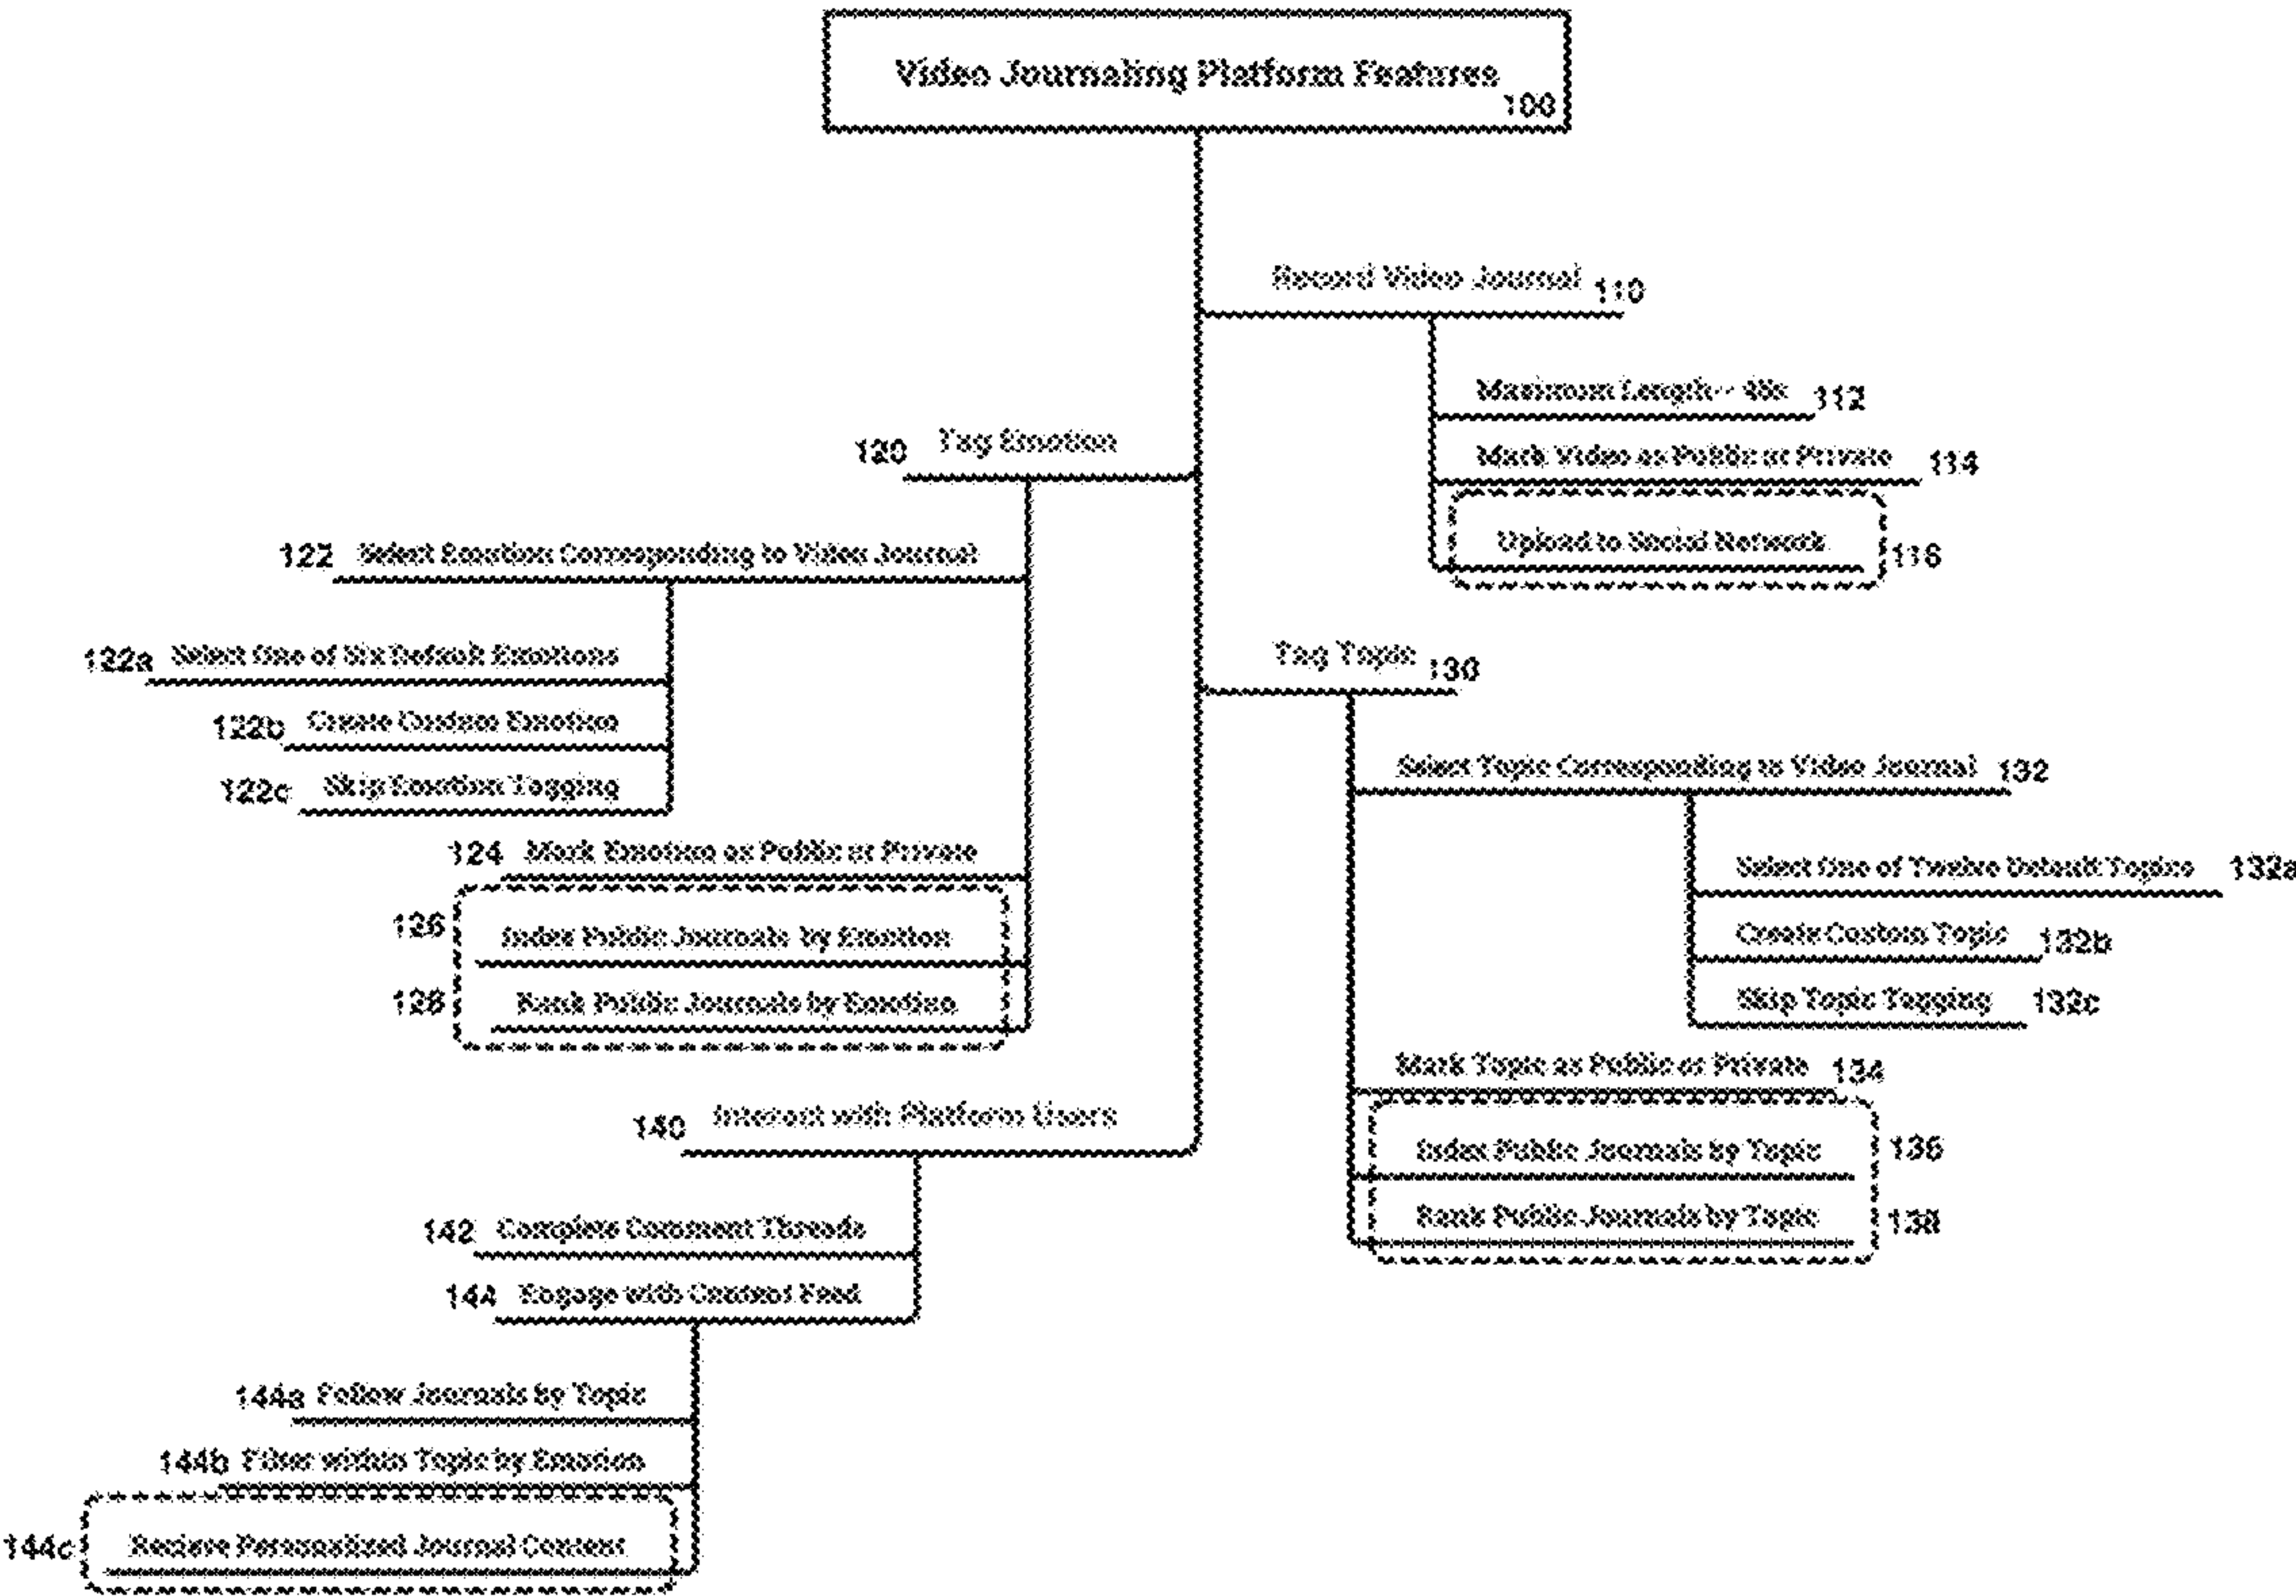 Video Journaling Platform Features
100
Record Video Journal 110
Maximum Length - 48s 112
Mark Video as Public or Private 114
Upload to Social Network 116
120 Tag Emotion
122 Select Emotion Corresponding to Video Journal
122a Select One of Six Default Emotions
122b Create Custom Emotion
122c Skip Emotion Tagging
124 Mark Emotion as Public or Private
126 Index Public Journals by Emotion
128 Rank Public Journals by Emotion
Tag Topic 130
Select Topic Corresponding to Video Journal 132
Select One of Twelve Default Topics 132a
Create Custom Topic 132b
Skip Topic Tagging 132c
Mark Topic as Public or Private 134
Index Public Journals by Topic 136
Rank Public Journals by Topic 138
140 Interact with Platform Users
142 Complete Comment Threads
144 Engage with Content Feed
144a Follow Journals by Topic
144b Filter within Topic by Emotion
144c Recieve Personalized Journal Content